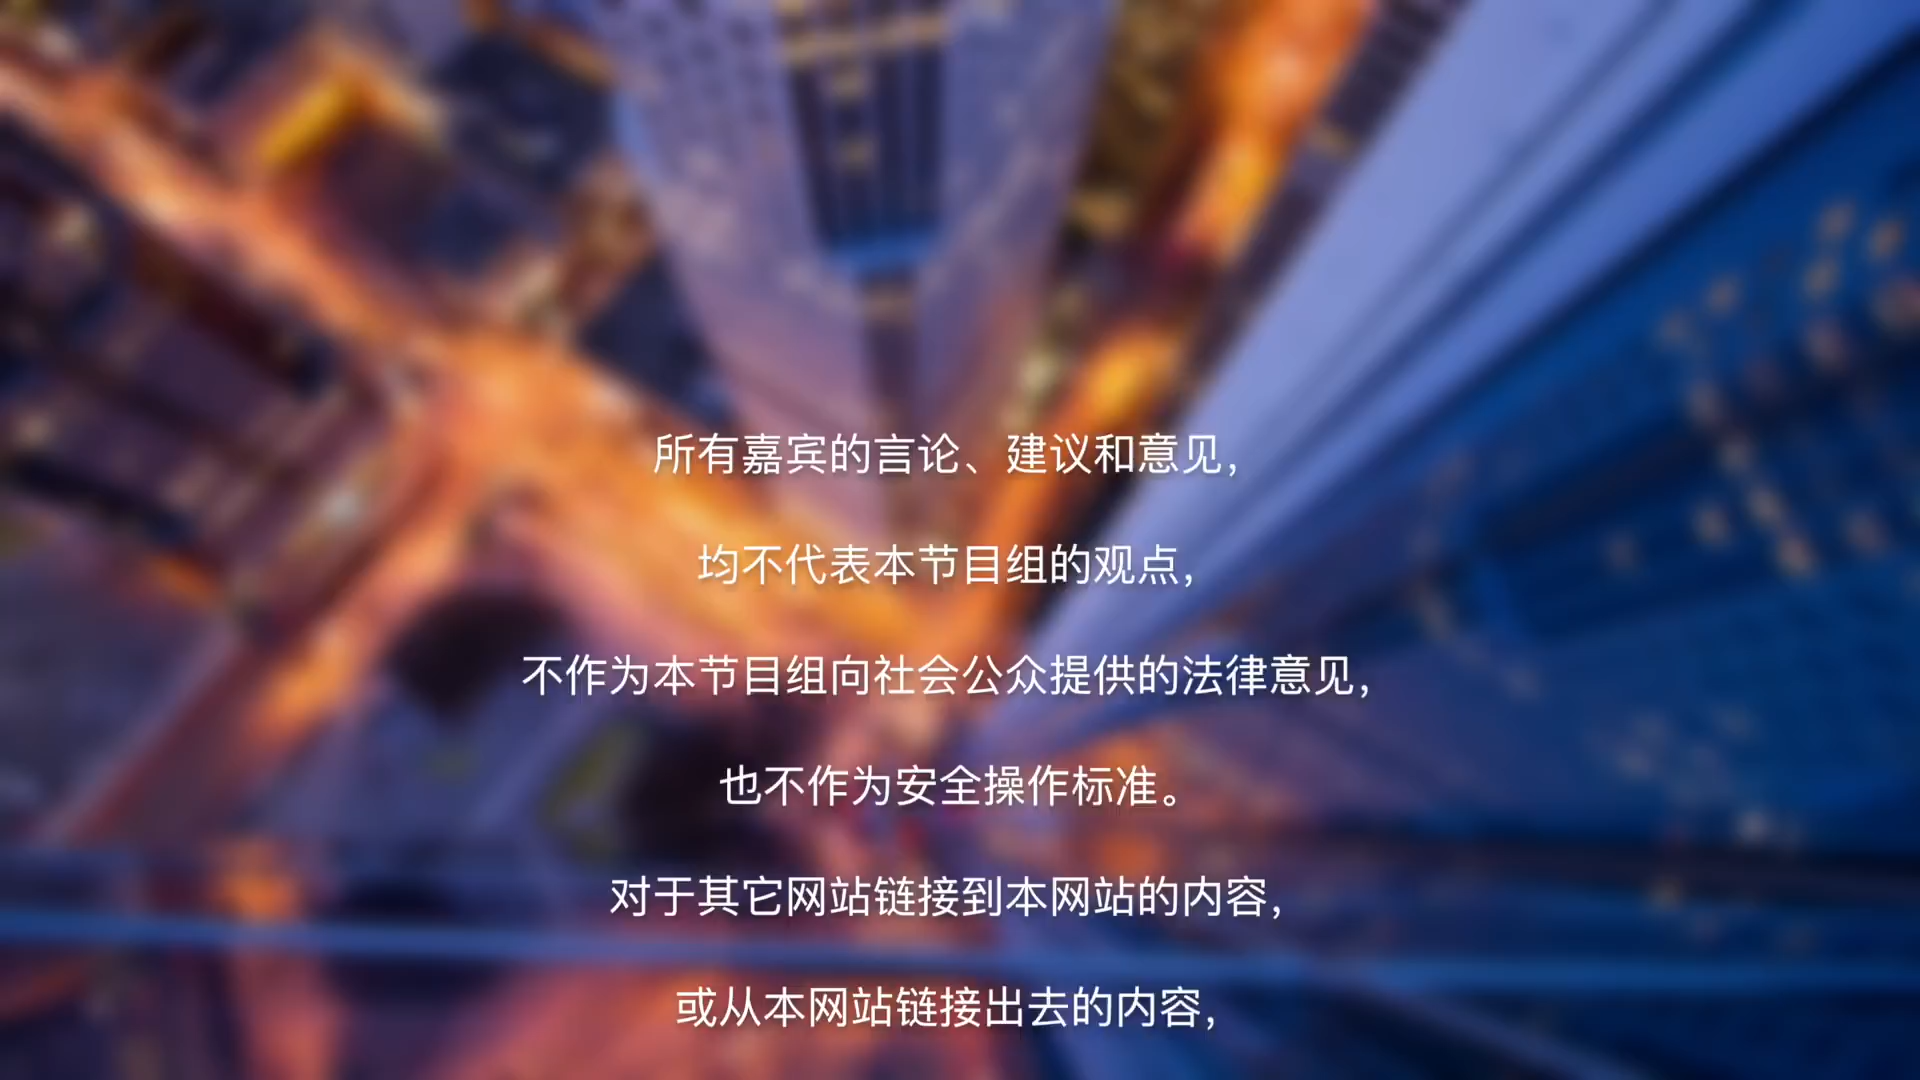 所有嘉宾的言论、建议和意见，
均不代表本节目组的观点，
不作为本节目组向社会公众提供的法律意见，
也不作为安全操作标准。
对于其它网站链接到本网站的内容，
或从本网站链接出去的内容，